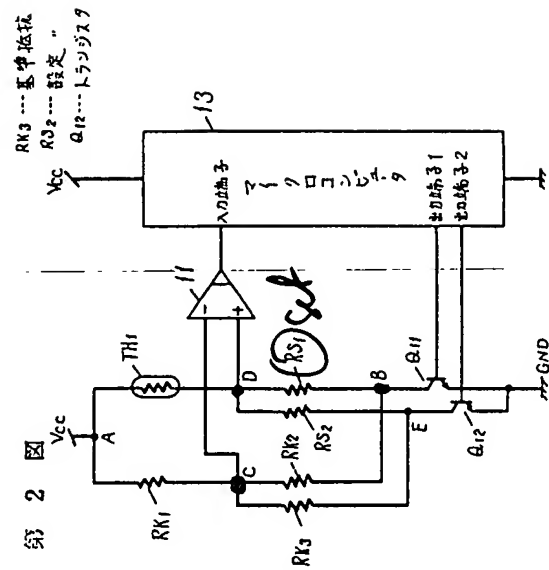 第 2 図
RK3 ---- 基準抵抗
RS2 ---- 設定 〃
Q12 ---- トランジスタ
Vcc
A
TH1
RK1
C
D
RK3
RK2
RS2
RS1
B
E
Q11
Q12
GND
11
-
+
Vcc
13
入力端子
マイクロコンピュータ
出力端子1
出力端子2